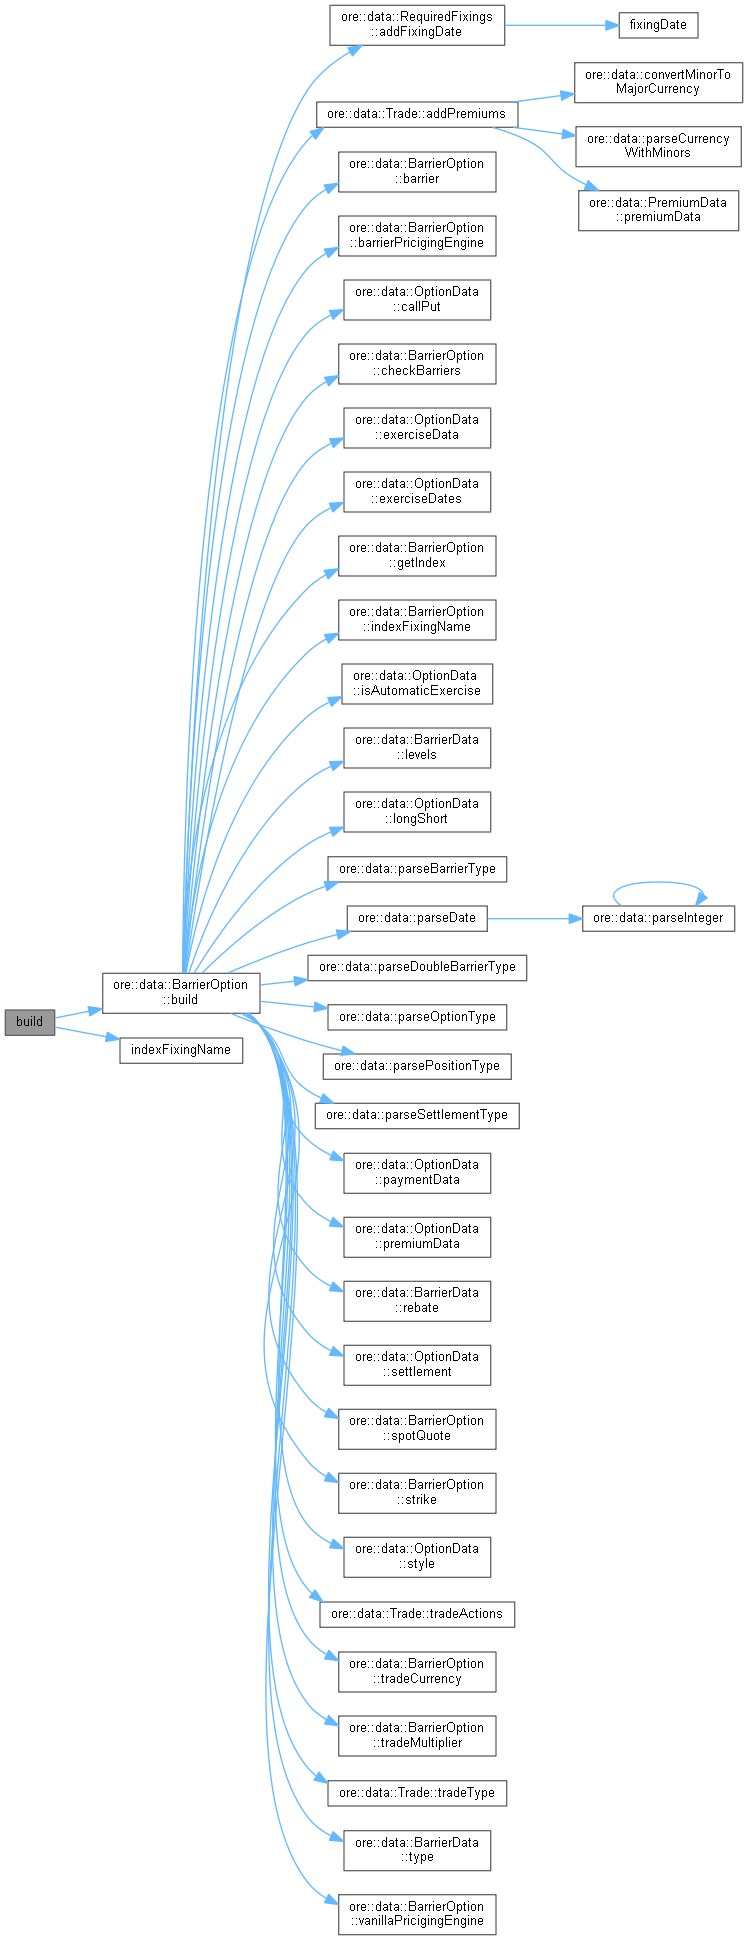 ore::data::RequiredFixings
::addFixingDate
fixingDate
ore::data::convertMinorTo
MajorCurrency
ore::data::Trade::addPremiums
ore::data::parseCurrency
WithMinors
ore::data::BarrierOption
::barrier
ore::data::PremiumData
::premiumData
ore::data::BarrierOption
::barrierPricigingEngine
ore::data::OptionData
::callPut
ore::data::BarrierOption
::checkBarriers
ore::data::OptionData
::exerciseData
ore::data::OptionData
::exerciseDates
ore::data::BarrierOption
::getIndex
ore::data::BarrierOption
::indexFixingName
ore::data::OptionData
::isAutomaticExercise
ore::data::BarrierData
::levels
ore::data::OptionData
::longShort
ore::data::parseBarrierType
ore::data::parseDate
ore::data::parseInteger
ore::data::parseDoubleBarrierType
ore::data::BarrierOption
::build
build
ore::data::parseOptionType
indexFixingName
ore::data::parsePositionType
ore::data::parseSettlementType
ore::data::OptionData
::paymentData
ore::data::OptionData
::premiumData
ore::data::BarrierData
::rebate
ore::data::OptionData
::settlement
ore::data::BarrierOption
::spotQuote
ore::data::BarrierOption
::strike
ore::data::OptionData
::style
ore::data::Trade::tradeActions
ore::data::BarrierOption
::tradeCurrency
ore::data::BarrierOption
::tradeMultiplier
ore::data::Trade::tradeType
ore::data::BarrierData
::type
ore::data::BarrierOption
::vanillaPricigingEngine